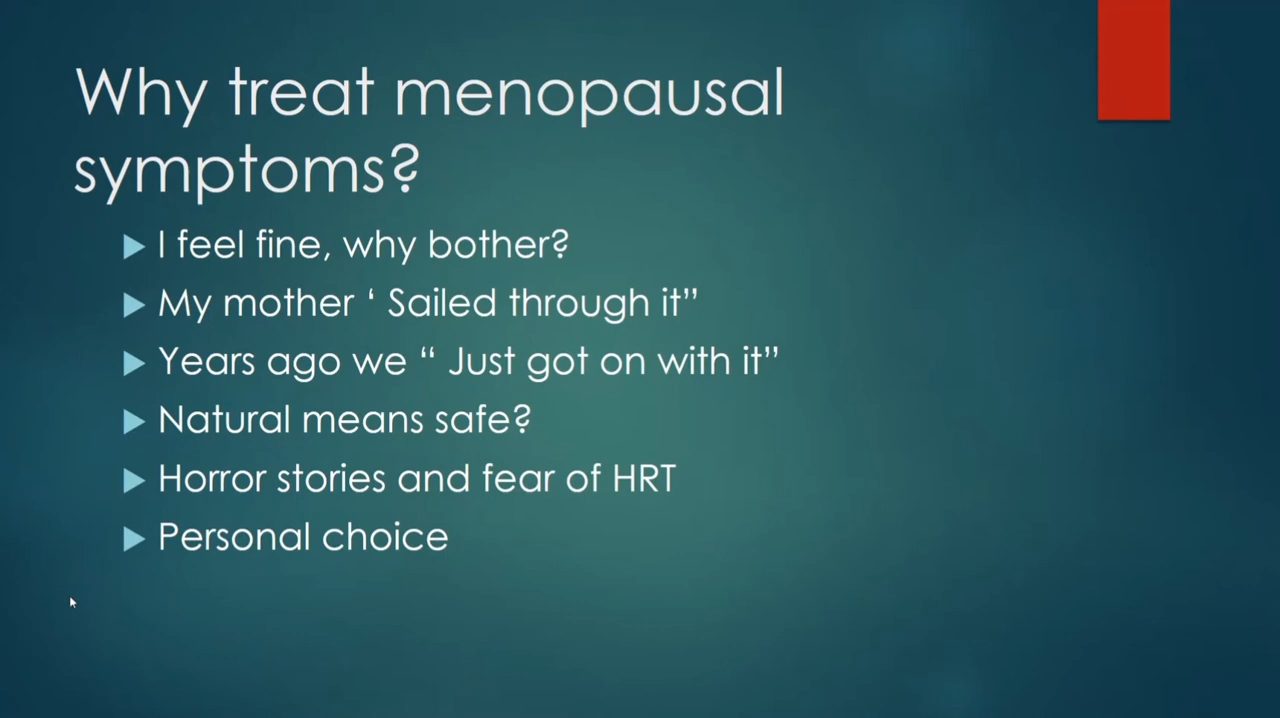 Why treat menopausal
symptoms?
I feel fine, why bother?
My mother ‘ Sailed through it”
Years ago we “ Just got on with it”
Natural means safe?
Horror stories and fear of HRT
Personal choice